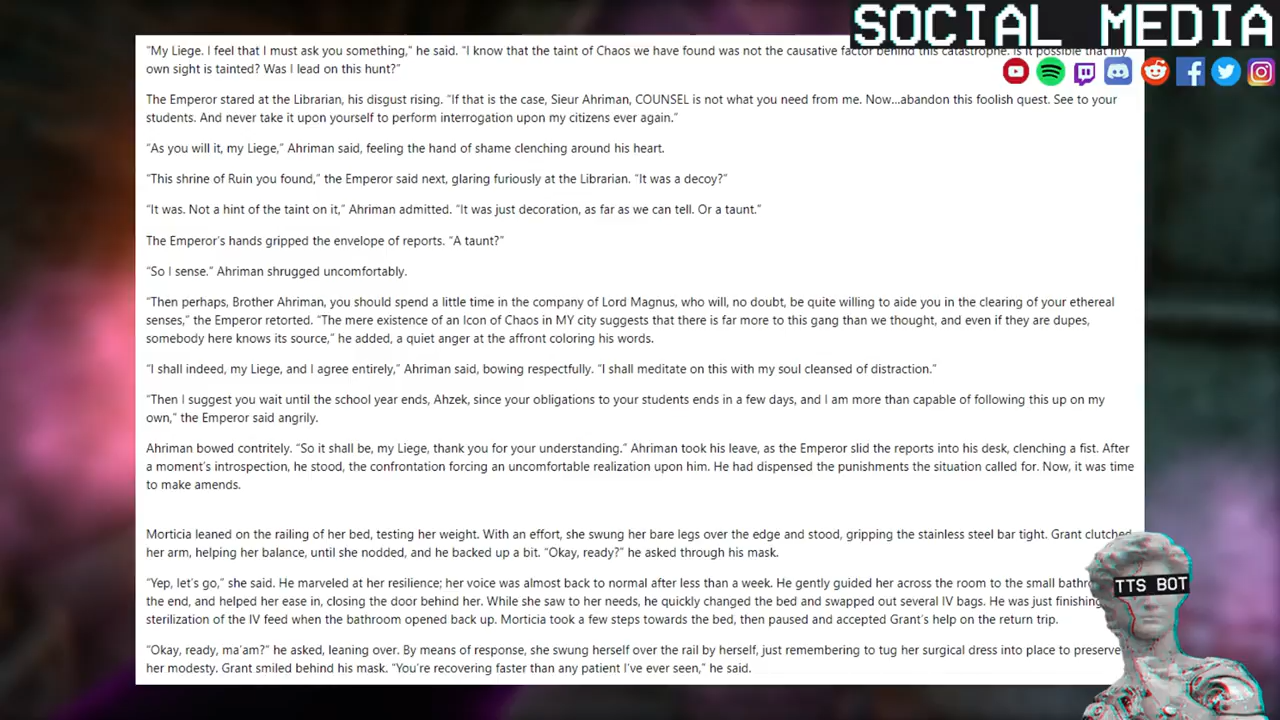 SOCIAL MEDIA
“My Liege. I feel that I must ask you something,” he said. “I know that the taint of Chaos we have found was not the causative factor behind this catastrophe. Is it possible that my
own sight is tainted? Was I lead on this hunt?”
The Emperor stared at the Librarian, his disgust rising. “If that is the case, Sieur Ahriman, COUNSEL is not what you need from me. Now...abandon this foolish quest. See to your
students. And never take it upon yourself to perform interrogation upon my citizens ever again.”
“As you will it, my Liege,” Ahriman said, feeling the hand of shame clenching around his heart.
“This shrine of Ruin you found,” the Emperor said next, glaring furiously at the Librarian. “It was a decoy?”
“It was. Not a hint of the taint on it,” Ahriman admitted. “It was just decoration, as far as we can tell. Or a taunt.”
The Emperor’s hands gripped the envelope of reports. “A taunt?”
“So I sense.” Ahriman shrugged uncomfortably.
“Then perhaps, Brother Ahriman, you should spend a little time in the company of Lord Magnus, who will, no doubt, be quite willing to aide you in the clearing of your ethereal
senses,” the Emperor retorted. “The mere existence of an Icon of Chaos in MY city suggests that there is far more to this gang than we thought, and even if they are dupes,
somebody here knows its source,” he added, a quiet anger at the affront coloring his words.
“I shall indeed, my Liege, and I agree entirely,” Ahriman said, bowing respectfully. “I shall meditate on this with my soul cleansed of distraction.”
“Then I suggest you wait until the school year ends, Ahzek, since your obligations to your students ends in a few days, and I am more than capable of following this up on my
own,” the Emperor said angrily.
Ahriman bowed contritely. “So it shall be, my Liege, thank you for your understanding.” Ahriman took his leave, as the Emperor slid the reports into his desk, clenching a fist. After
a moment’s introspection, he stood, the confrontation forcing an uncomfortable realization upon him. He had dispensed the punishments the situation called for. Now, it was time
to make amends.
Morticia leaned on the railing of her bed, testing her weight. With an effort, she swung her bare legs over the edge and stood, gripping the stainless steel bar tight. Grant clutched
her arm, helping her balance, until she nodded, and he backed up a bit. “Okay, ready?” he asked through his mask.
“Yep, let’s go,” she said. He marveled at her resilience; her voice was almost back to normal after less than a week. He gently guided her across the room to the small
the end, and helped her ease in, closing the door behind her. While she saw to her needs, he quickly changed the bed and swapped out several IV bags. He was just finishing
sterilization of the IV feed when the bathroom opened back up. Morticia took a few steps towards the bed, then paused and accepted Grant’s help on the return trip.
“Okay, ready, ma’am?” he asked, leaning over. By means of response, she swung herself over the rail by herself, just remembering to tug her surgical dress into place to preserve
her modesty. Grant smiled behind his mask. “You’re recovering faster than any patient I’ve ever seen,” he said.
TTS BOT